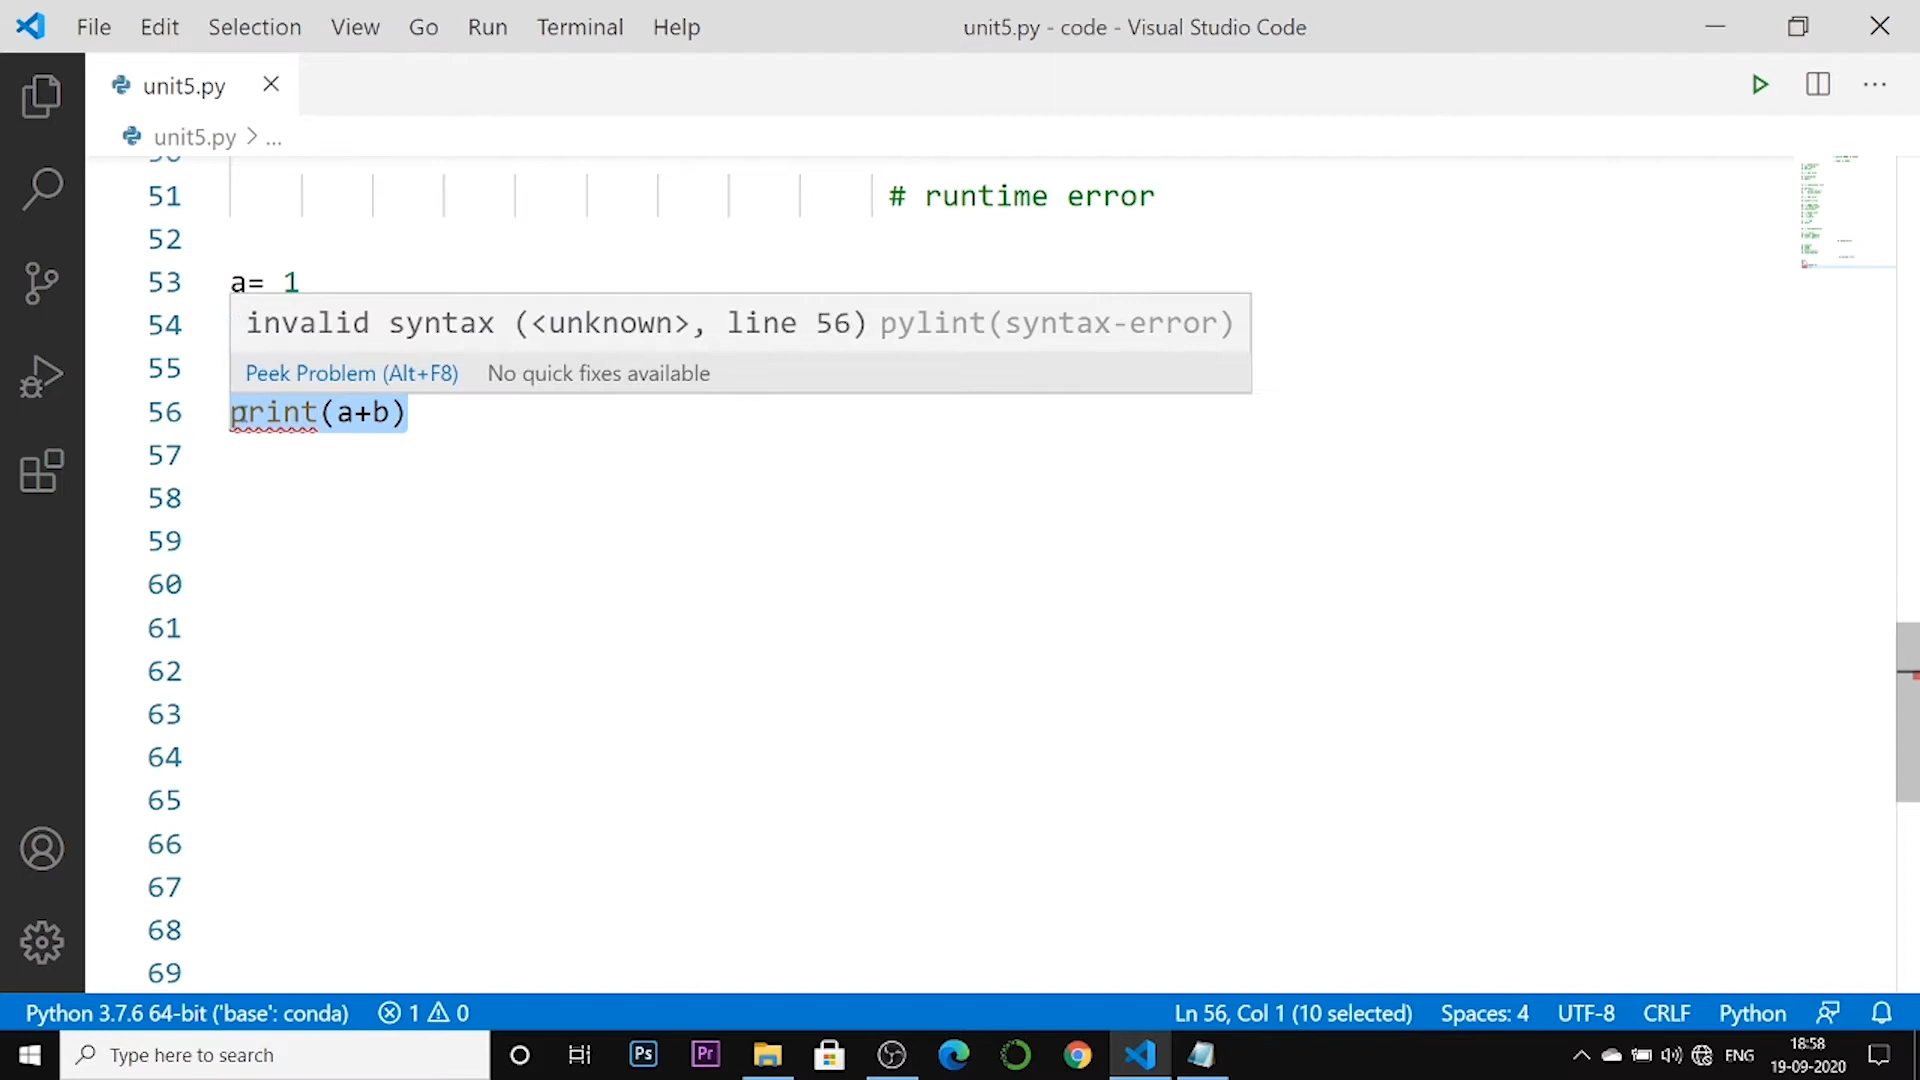 File Edit Selection View Go Run Terminal Help
unit5.py - code - Visual Studio Code
unit5.py
unit5.py > ...
51 # runtime error
52
53 a= 1
54
invalid syntax (<unknown>, line 56) pylint(syntax-error)
55
Peek Problem (Alt+F8) No quick fixes available
56 print(a+b)
57
58
59
60
61
62
63
64
65
66
67
68
69
Python 3.7.6 64-bit ('base': conda) 1 0
Ln 56, Col 1 (10 selected) Spaces: 4 UTF-8 CRLF Python
Type here to search
Ps
Pr
ENG
18:58
19-09-2020